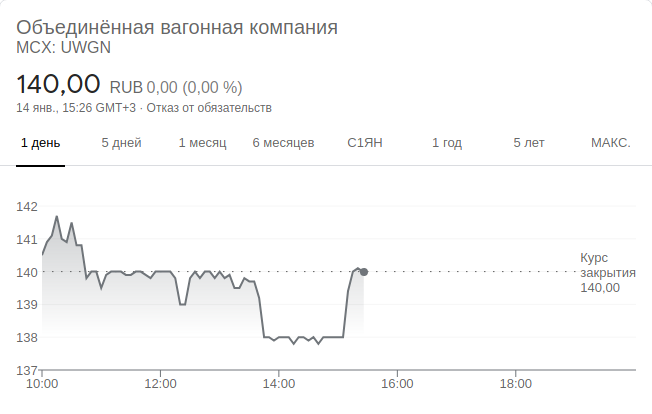 Объединённая вагонная компания
MCX: UWGN
140,00 RUB 0,00 (0,00 %)
14 янв., 15:26 GMT+3 · Отказ от обязательств
1 день 5 дней 1 месяц 6 месяцев С1ЯН 1 год 5 лет МАКС.
142
141
140
139
138
137
Курс
закрытия
140,00
10:00 12:00 14:00 16:00 18:00